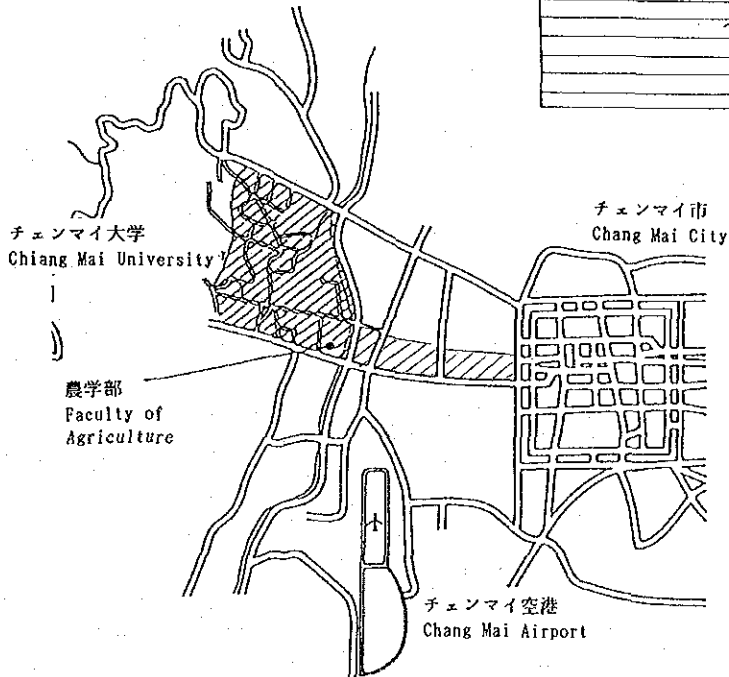 チェンマイ市
Chang Mai City
チェンマイ大学
Chiang Mai University
農学部
Faculty of
Agriculture
チェンマイ空港
Chang Mai Airport